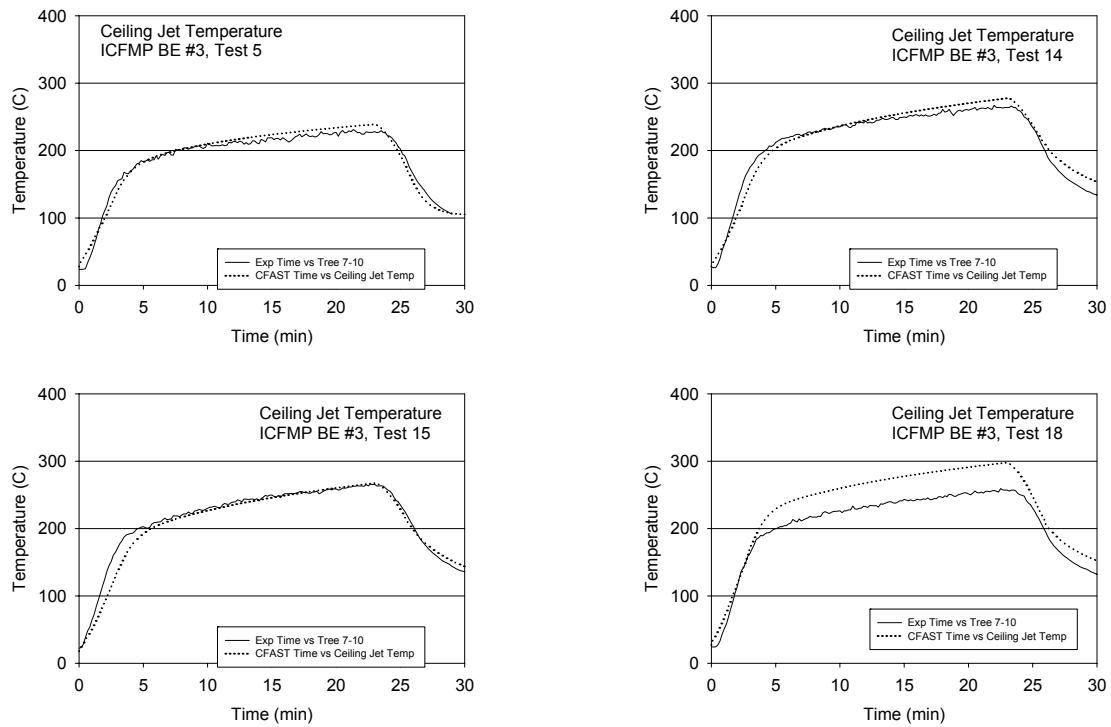 Ceiling Jet Temperature
ICFMP BE #3, Test 5
Temperature (C)
400
300
200
100
0
Exp Time vs Tree 7-10
CFAST Time vs Ceiling Jet Temp
0 5 10 15 20 25 30
Time (min)
Ceiling Jet Temperature
ICFMP BE #3, Test 14
Temperature (C)
400
300
200
100
0
Exp Time vs Tree 7-10
CFAST Time vs Ceiling Jet Temp
0 5 10 15 20 25 30
Time (min)
Ceiling Jet Temperature
ICFMP BE #3, Test 15
Temperature (C)
400
300
200
100
0
Exp Time vs Tree 7-10
CFAST Time vs Ceiling Jet Temp
0 5 10 15 20 25 30
Time (min)
Ceiling Jet Temperature
ICFMP BE #3, Test 18
Temperature (C)
400
300
200
100
0
Exp Time vs Tree 7-10
CFAST Time vs Ceiling Jet Temp
0 5 10 15 20 25 30
Time (min)